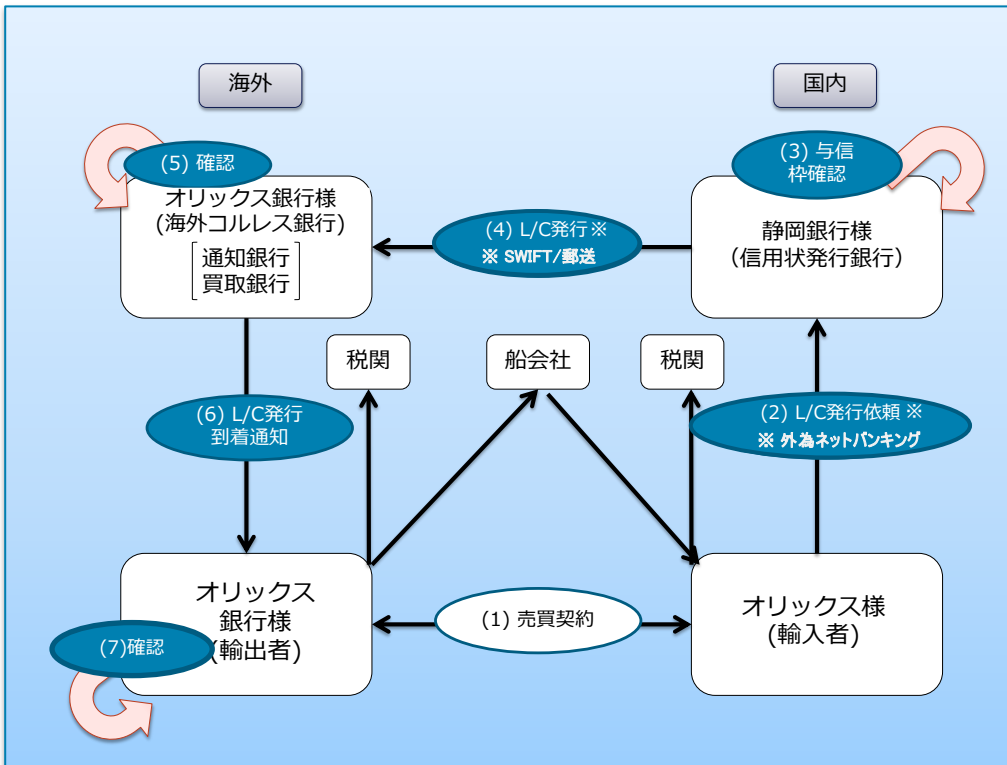 海外
国内
(5) 確認
オリックス銀行様
(海外コルレス銀行)
通知銀行
買取銀行
(3) 与信
枠確認
静岡銀行様
(信用状発行銀行)
(4) L/C発行※
※ SWIFT/郵送
税関
船会社
税関
(6) L/C発行
到着通知
(2) L/C発行依頼※
※ 外為ネットバンキング
オリックス
銀行様
(輸出者)
(7)確認
(1) 売買契約
オリックス様
(輸入者)